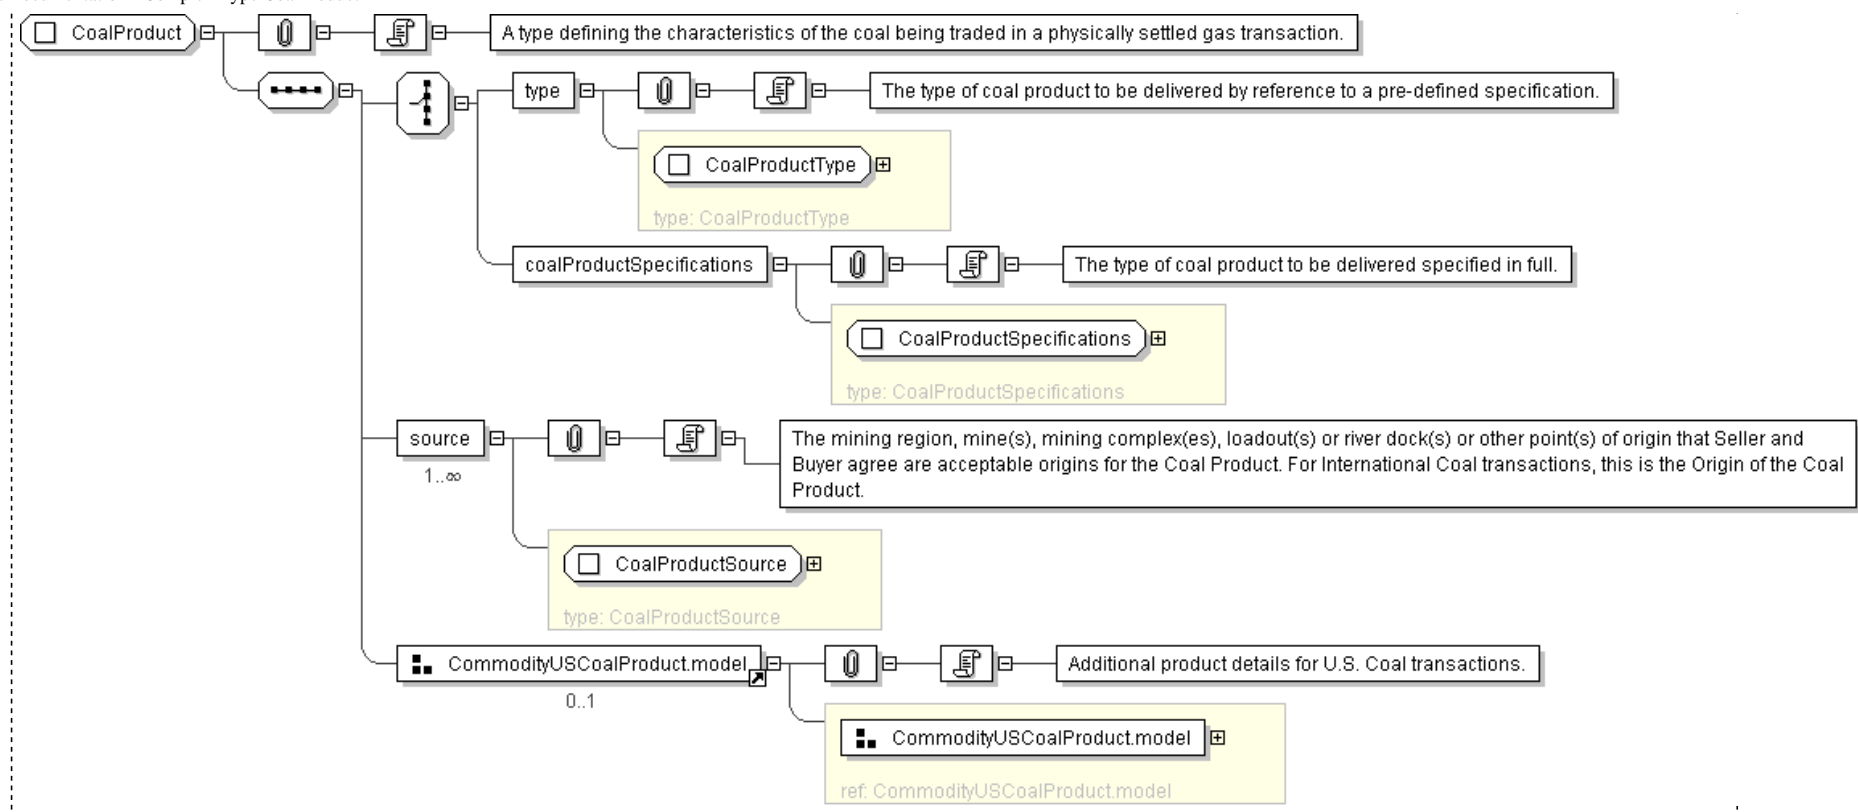 CoalProduct
A type defining the characteristics of the coal being traded in a physically settled gas transaction.
type
The type of coal product to be delivered by reference to a pre-defined specification.
CoalProductType
type: CoalProductType
coalProductSpecifications
The type of coal product to be delivered specified in full.
CoalProductSpecifications
type: CoalProductSpecifications
source
1..∞
The mining region, mine(s), mining complex(es), loadout(s) or river dock(s) or other point(s) of origin that Seller and
Buyer agree are acceptable origins for the Coal Product. For International Coal transactions, this is the Origin of the Coal
Product.
CoalProductSource
type: CoalProductSource
CommodityUSCoalProduct.model
0..1
Additional product details for U.S. Coal transactions.
CommodityUSCoalProduct.model
ref: CommodityUSCoalProduct.model